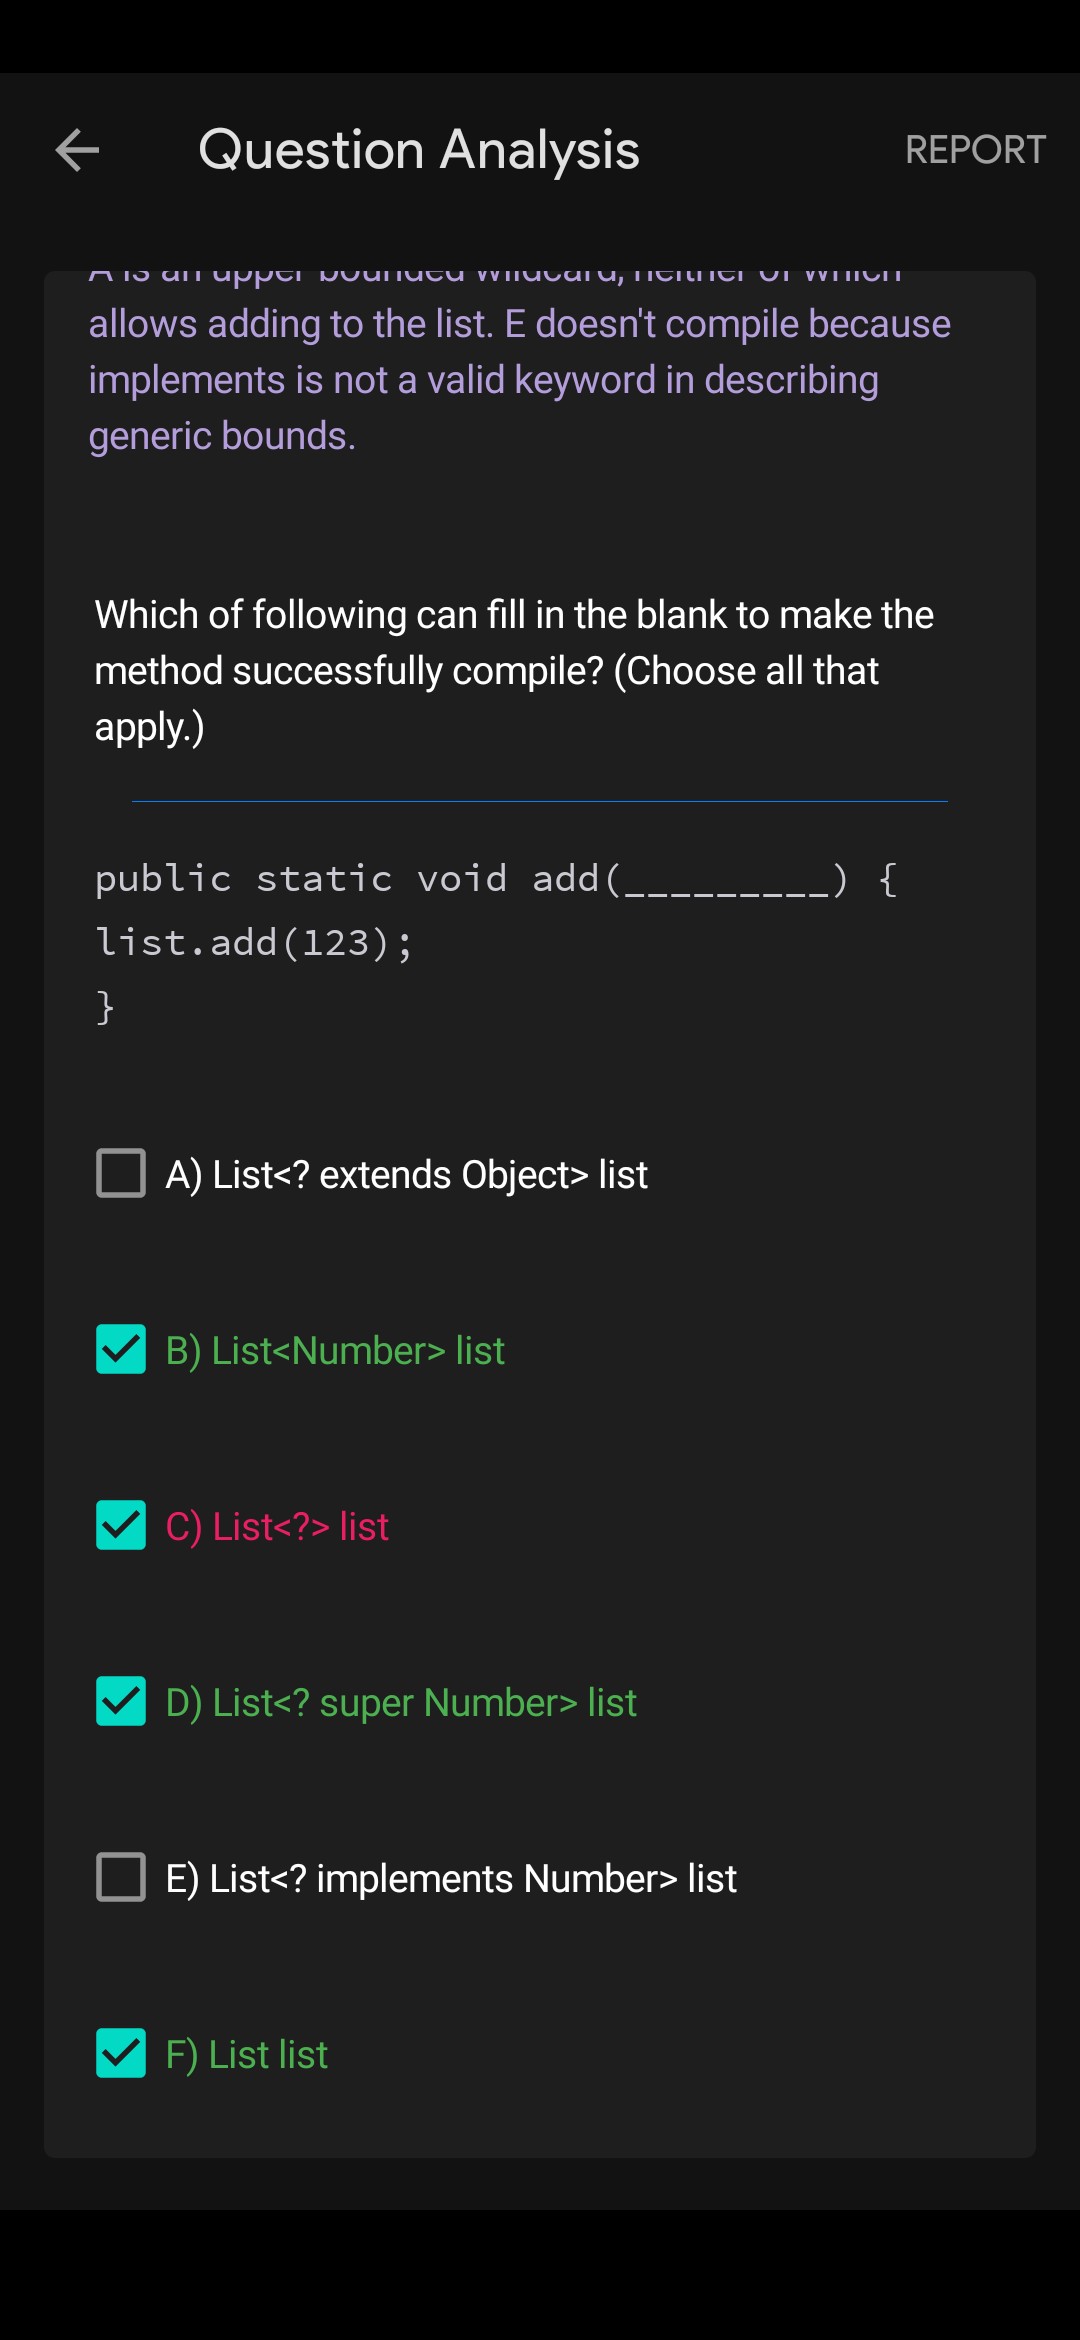 Question Analysis
REPORT
A is an upper bounded wildcard, neither of which
allows adding to the list. E doesn't compile because
implements is not a valid keyword in describing
generic bounds.
Which of following can fill in the blank to make the
method successfully compile? (Choose all that
apply.)
public static void add(_________) {
list.add(123);
}
A) List<? extends Object> list
B) List<Number> list
C) List<?> list
D) List<? super Number> list
E) List<? implements Number> list
F) List list